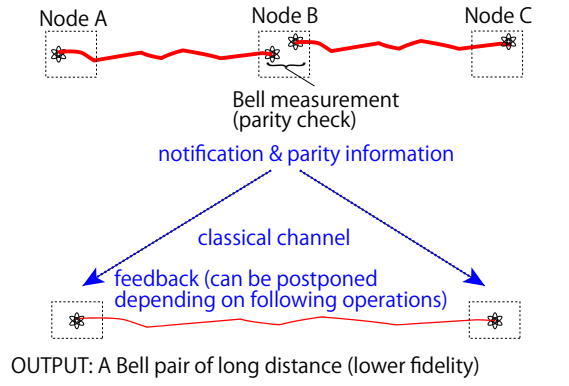 Node A
Node B
Node C
Bell measurement
(parity check)
notification & parity information
classical channel
feedback (can be postponed
depending on following operations)
OUTPUT: A Bell pair of long distance (lower fidelity)